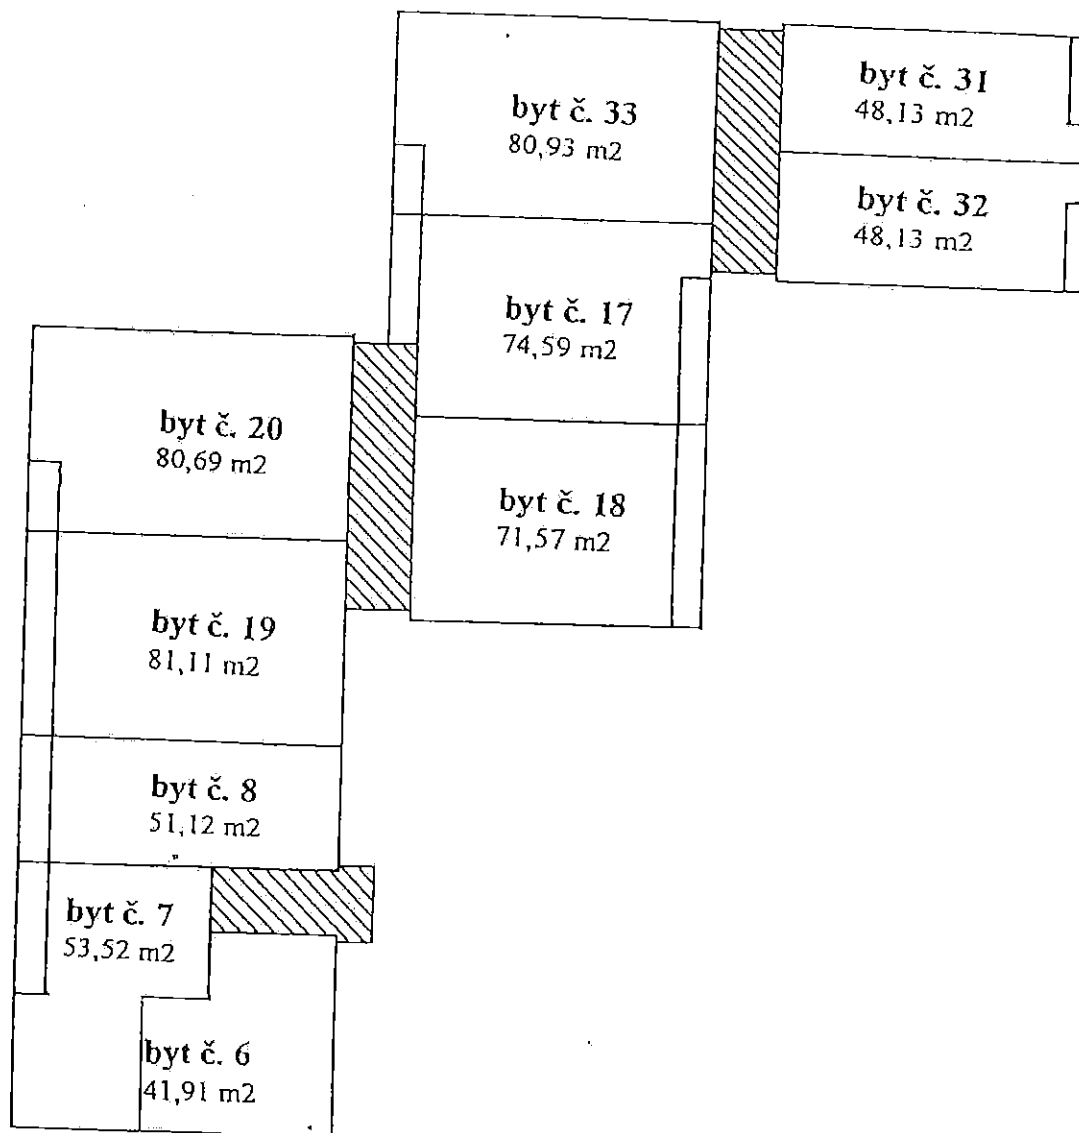 byt č. 33
80,93 m2
byt č. 31
48,13 m2
byt č. 32
48,13 m2
byt č. 17
74,59 m2
byt č. 20
80,69 m2
byt č. 18
71,57 m2
byt č. 19
81,11 m2
byt č. 8
51,12 m2
byt č. 7
53,52 m2
byt č. 6
41,91 m2